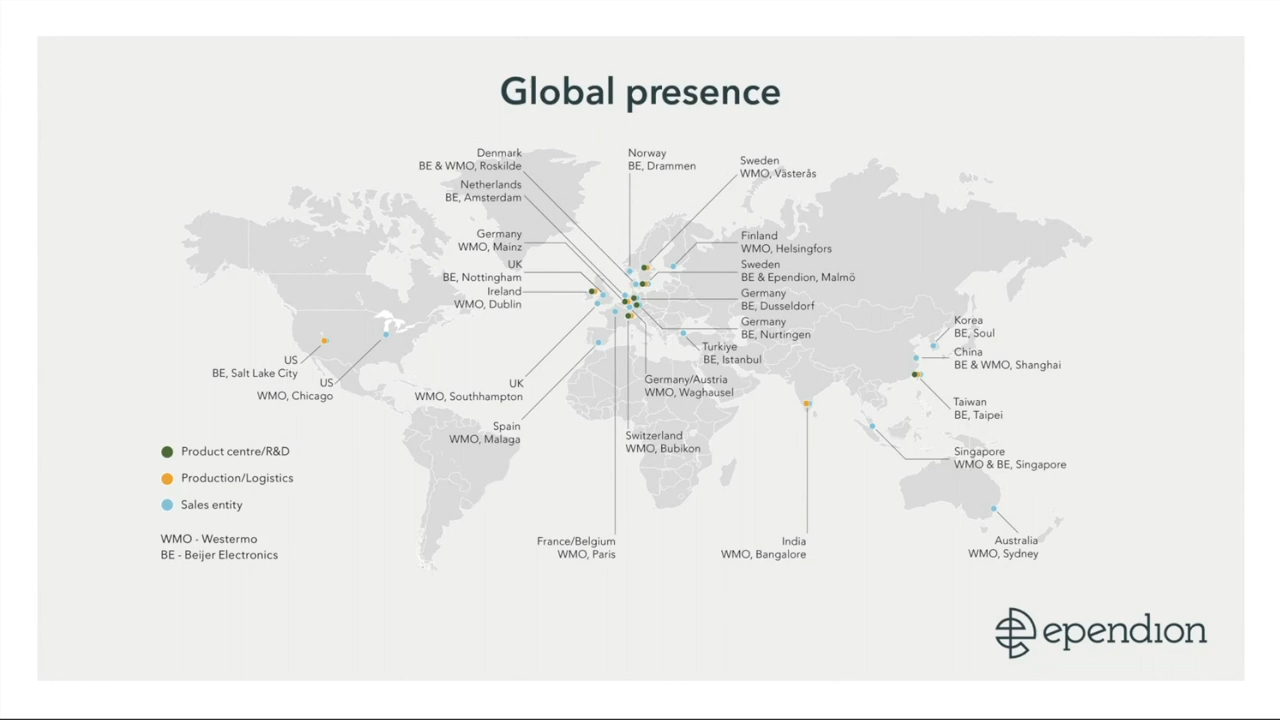 Global presence
Denmark
BE & WMO, Roskilde
Netherlands
BE, Amsterdam
Germany
WMO, Mainz
UK
BE, Nottingham
Ireland
WMO, Dublin
Norway
BE, Drammen
Sweden
WMO, Västerås
Finland
WMO, Helsingfors
Sweden
BE & Ependion, Malmö
Germany
BE, Dusseldorf
Germany
BE, Nurtingen
Turkiye
BE, Istanbul
Korea
BE, Soul
China
BE & WMO, Shanghai
US
BE, Salt Lake City
US
WMO, Chicago
UK
WMO, Southhampton
Germany/Austria
WMO, Waghausel
Taiwan
BE, Taipei
Spain
WMO, Malaga
Switzerland
WMO, Bubikon
Singapore
WMO & BE, Singapore
Product centre/R&D
Production/Logistics
Sales entity
WMO - Westermo
BE - Beijer Electronics
France/Belgium
WMO, Paris
India
WMO, Bangalore
Australia
WMO, Sydney
ependion